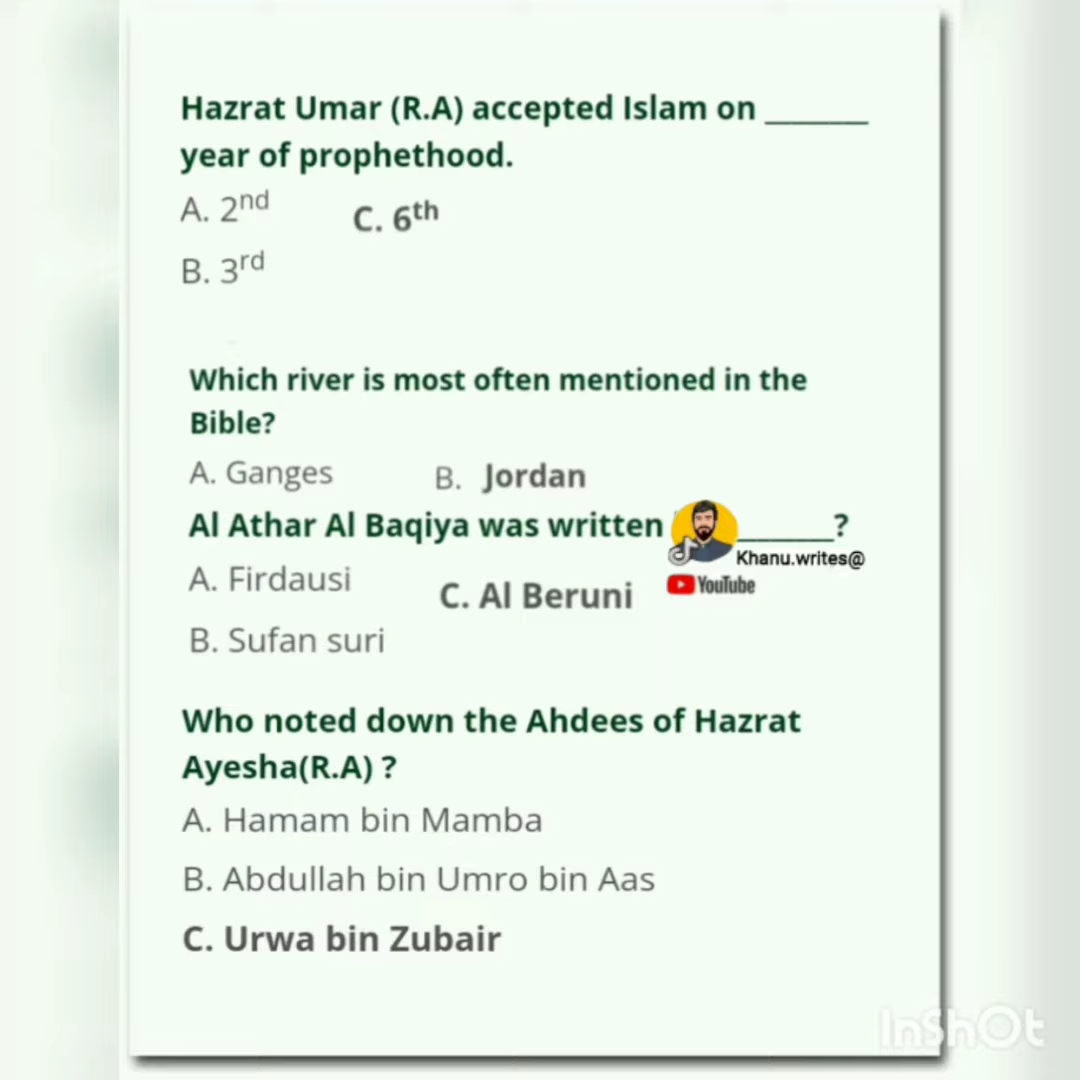 Hazrat Umar (R.A) accepted Islam on ______
year of prophethood.
A. 2nd
C. 6th
B. 3rd
Which river is most often mentioned in the
Bible?
A. Ganges B. Jordan
Al Athar Al Baqiya was written ______?
Khanu.writes@
YouTube
A. Firdausi
C. Al Beruni
B. Sufan suri
Who noted down the Ahdees of Hazrat
Ayesha(R.A) ?
A. Hamam bin Mamba
B. Abdullah bin Umro bin Aas
C. Urwa bin Zubair
InShOt